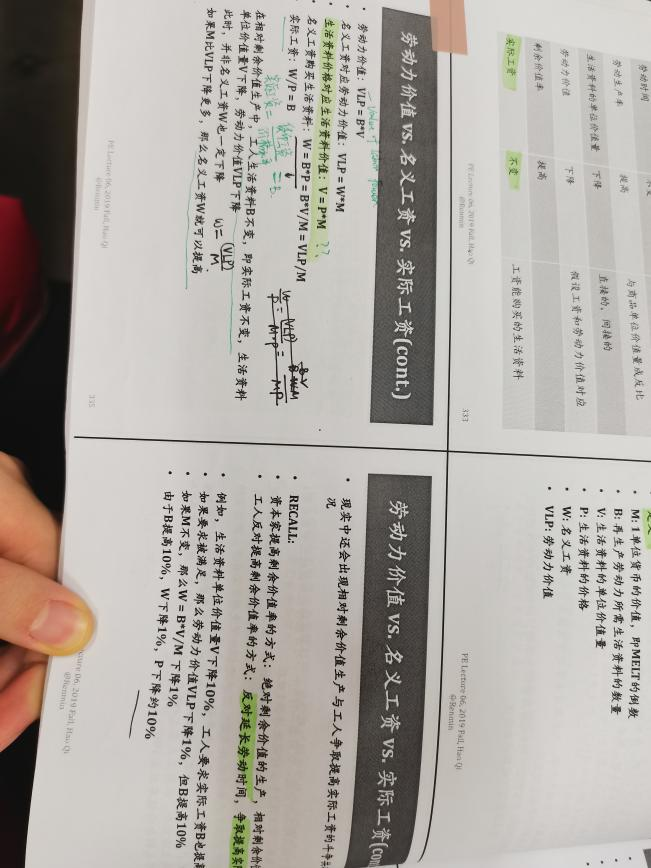 劳动时间
不变
劳动生产率
提高
与商品单位价值量成反比
生活资料的单位价值量
下降
直接的、间接的
劳动力价值
下降
假设工资和劳动力价值对应
剩余价值率
提高
实际工资
不变
工资能购买的生活资料
PE Lecture 06, 2019 Fall, Hao Qi
@Renmin
333
定义
• M: 1单位货币的价值，即MELT的倒数
• B: 再生产劳动力所需生活资料的数量
• V: 生活资料的单位价值量
• P: 生活资料的价格
• W: 名义工资
• VLP: 劳动力价值
PE Lecture 06, 2019 Fall, Hao Qi
@Renmin
劳动力价值 vs. 名义工资 vs. 实际工资(cont.)
• 劳动力价值：VLP = B*V
value of labor power
• 名义工资对应劳动力价值：VLP = W*M
• 生活资料价格对应生活资料价值：V = P*M ??
• 名义工资购买生活资料：W = B*P = B*V/M = VLP/M
• 实际工资：W/P = B
在相对剩余价值生产中，工人生活资料B不变，即实际工资不变，生活资料
单位价值量V下降，劳动力价值VLP下降
此时，并非名义工资W也一定下降
W = (VLP)/M
如果M比VLP下降更多，那么名义工资W就可以提高
PE Lecture 06, 2019 Fall, Hao Qi
@Renmin
335
劳动力价值 vs. 名义工资 vs. 实际工资(con
• 现实中还会出现相对剩余价值生产与工人争取提高实际工资的斗争
况
• RECALL:
• 资本家提高剩余价值率的方式：绝对剩余价值的生产，相对剩余价
• 工人反对提高剩余价值率的方式：反对延长劳动时间，争取提高实
• 例如，生活资料单位价值量V下降10%，工人要求实际工资B也提
• 如果要求被满足，那么劳动力价值VLP下降1%，但B提高10%
• 如果M不变，那么W = B*V/M 下降1%
• 由于B提高10%，W下降1%，P下降约10%
cture 06, 2019 Fall, Hao Qi
@Renmin